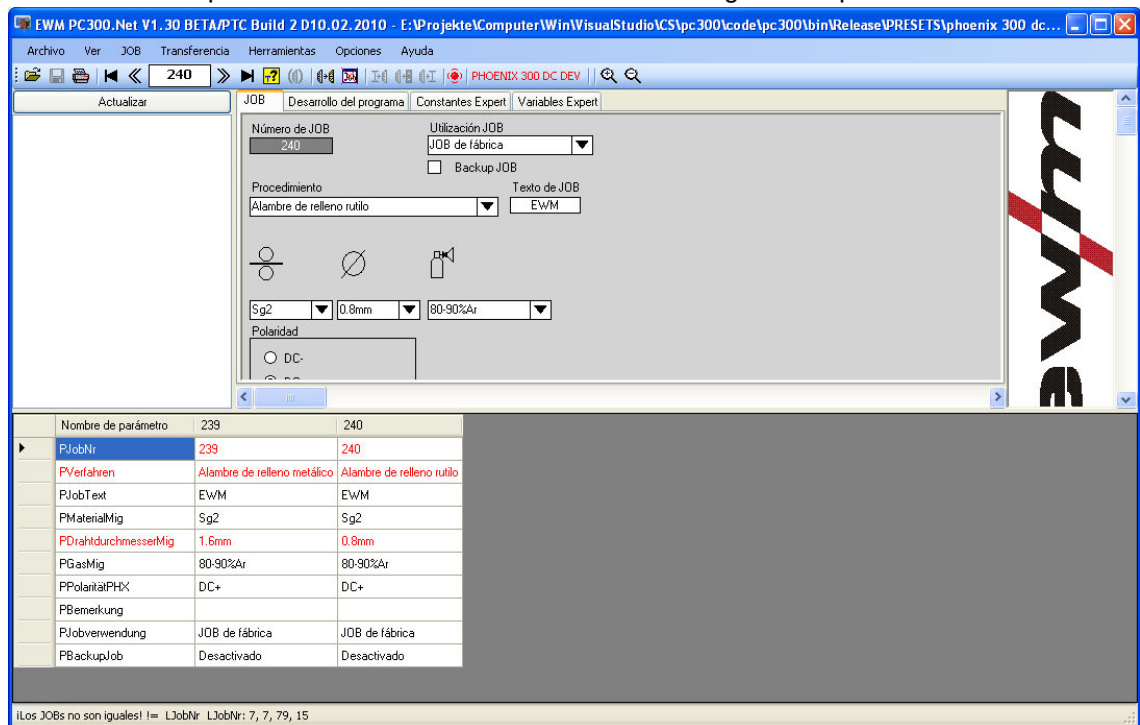 EWM PC300.Net V1.30 BETA/PTC Build 2 D10.02.2010 - E:\Projekte\Computer\Win\VisualStudio\CS\pc300\code\pc300\bin\Release\PRESETS\phoenix 300 dc...
Archivo Ver JOB Transferencia Herramientas Opciones Ayuda
240 PHOENIX 300 DC DEV
Actualizar
JOB Desarrollo del programa Constantes Expert Variables Expert
Número de JOB Utilización JOB
240 JOB de fábrica
Backup JOB
Procedimiento Texto de JOB
Alambre de relleno rutilo EWM
Sg2 0.8mm 80-90%Ar
Polaridad
DC-
ewm
Nombre de parámetro 239 240
PJobNr 239 240
PVerfahren Alambre de relleno metálico Alambre de relleno rutilo
PJobText EWM EWM
PMaterialMig Sg2 Sg2
PDrahtdurchmesserMig 1.6mm 0.8mm
PGasMig 80-90%Ar 80-90%Ar
PPolaritätPHX DC+ DC+
PBemerkung
PJobverwendung JOB de fábrica JOB de fábrica
PBackupJob Desactivado Desactivado
¡Los JOBs no son iguales! != LJobNr LJobNr: 7, 7, 79, 15